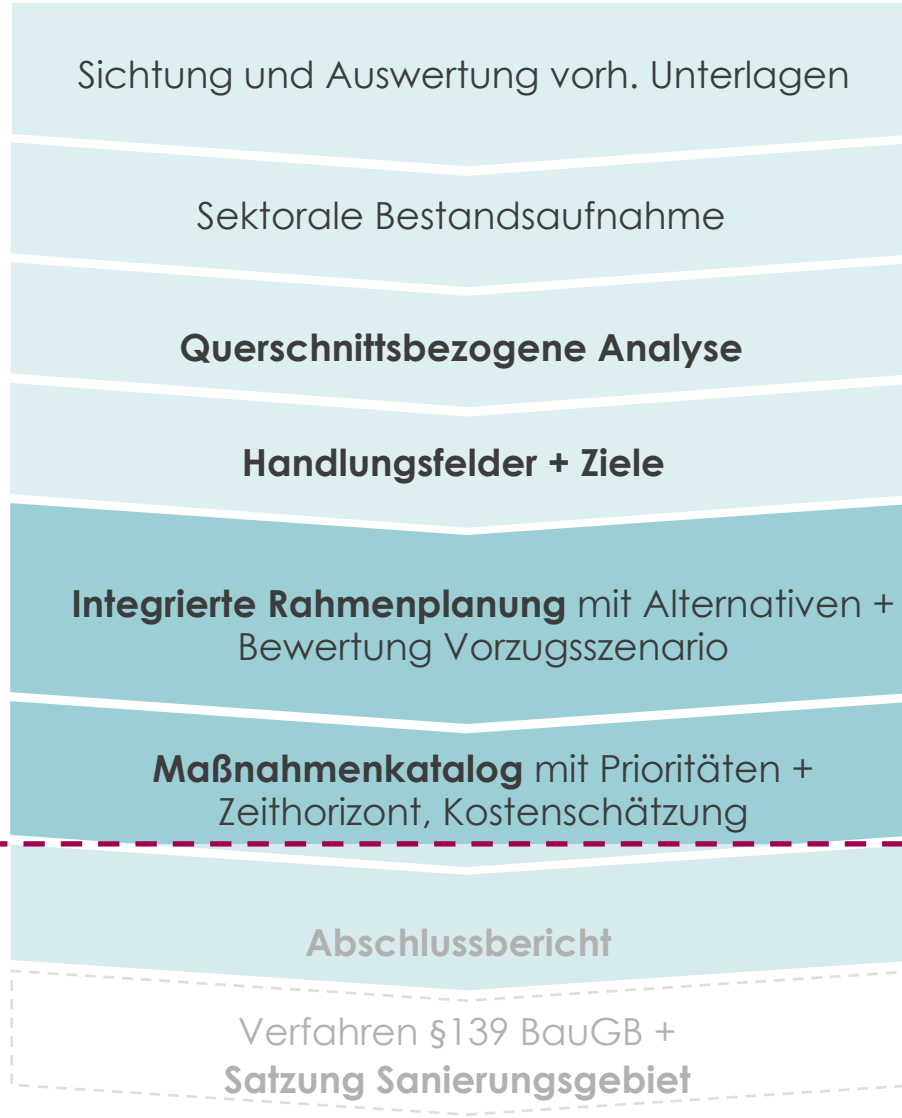 Sichtung und Auswertung vorh. Unterlagen
Sektorale Bestandsaufnahme
Querschnittsbezogene Analyse
Handlungsfelder + Ziele
Integrierte Rahmenplanung mit Alternativen +
Bewertung Vorzugsszenario
Maßnahmenkatalog mit Prioritäten +
Zeithorizont, Kostenschätzung
Abschlussbericht
Verfahren §139 BauGB +
Satzung Sanierungsgebiet